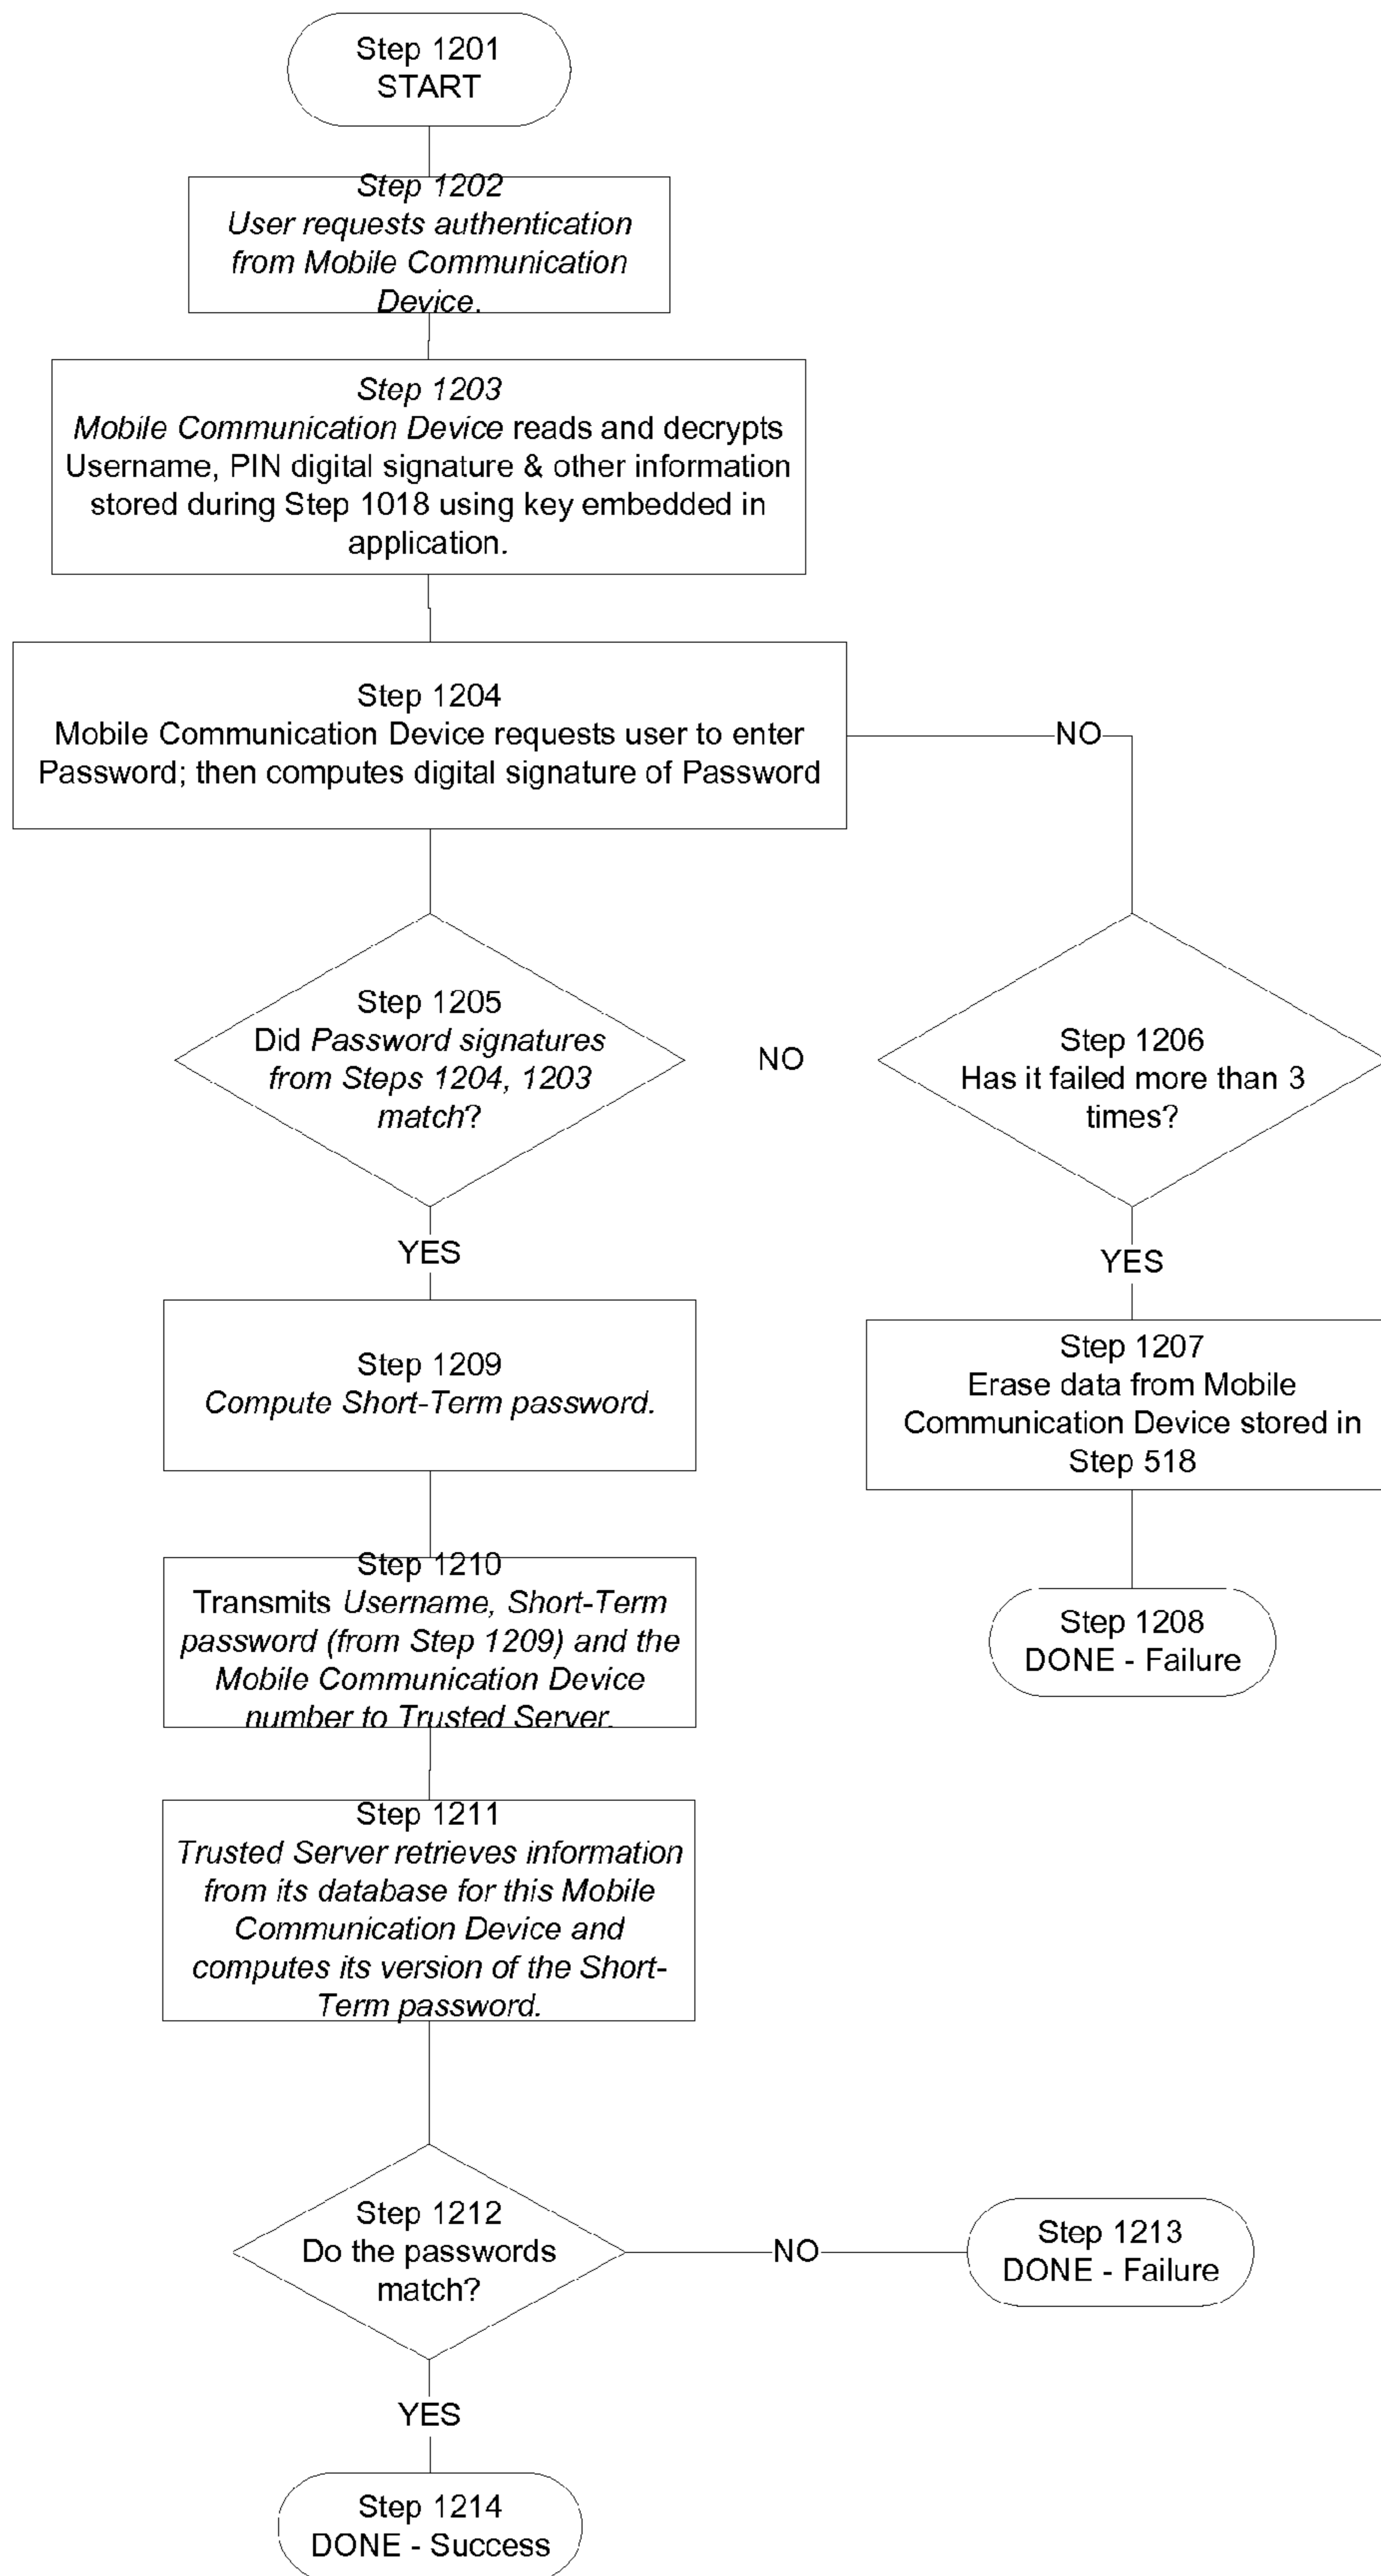 Step 1201
START
Step 1202
User requests authentication
from Mobile Communication
Device.
Step 1203
Mobile Communication Device reads and decrypts
Username, PIN digital signature & other information
stored during Step 1018 using key embedded in
application.
Step 1204
Mobile Communication Device requests user to enter
Password; then computes digital signature of Password
NO
Step 1205
Did Password signatures
from Steps 1204, 1203
match?
NO
Step 1206
Has it failed more than 3
times?
YES
YES
Step 1209
Compute Short-Term password.
Step 1207
Erase data from Mobile
Communication Device stored in
Step 518
Step 1210
Transmits Username, Short-Term
password (from Step 1209) and the
Mobile Communication Device
number to Trusted Server.
Step 1208
DONE - Failure
Step 1211
Trusted Server retrieves information
from its database for this Mobile
Communication Device and
computes its version of the Short-
Term password.
Step 1212
Do the passwords
match?
NO
Step 1213
DONE - Failure
YES
Step 1214
DONE - Success